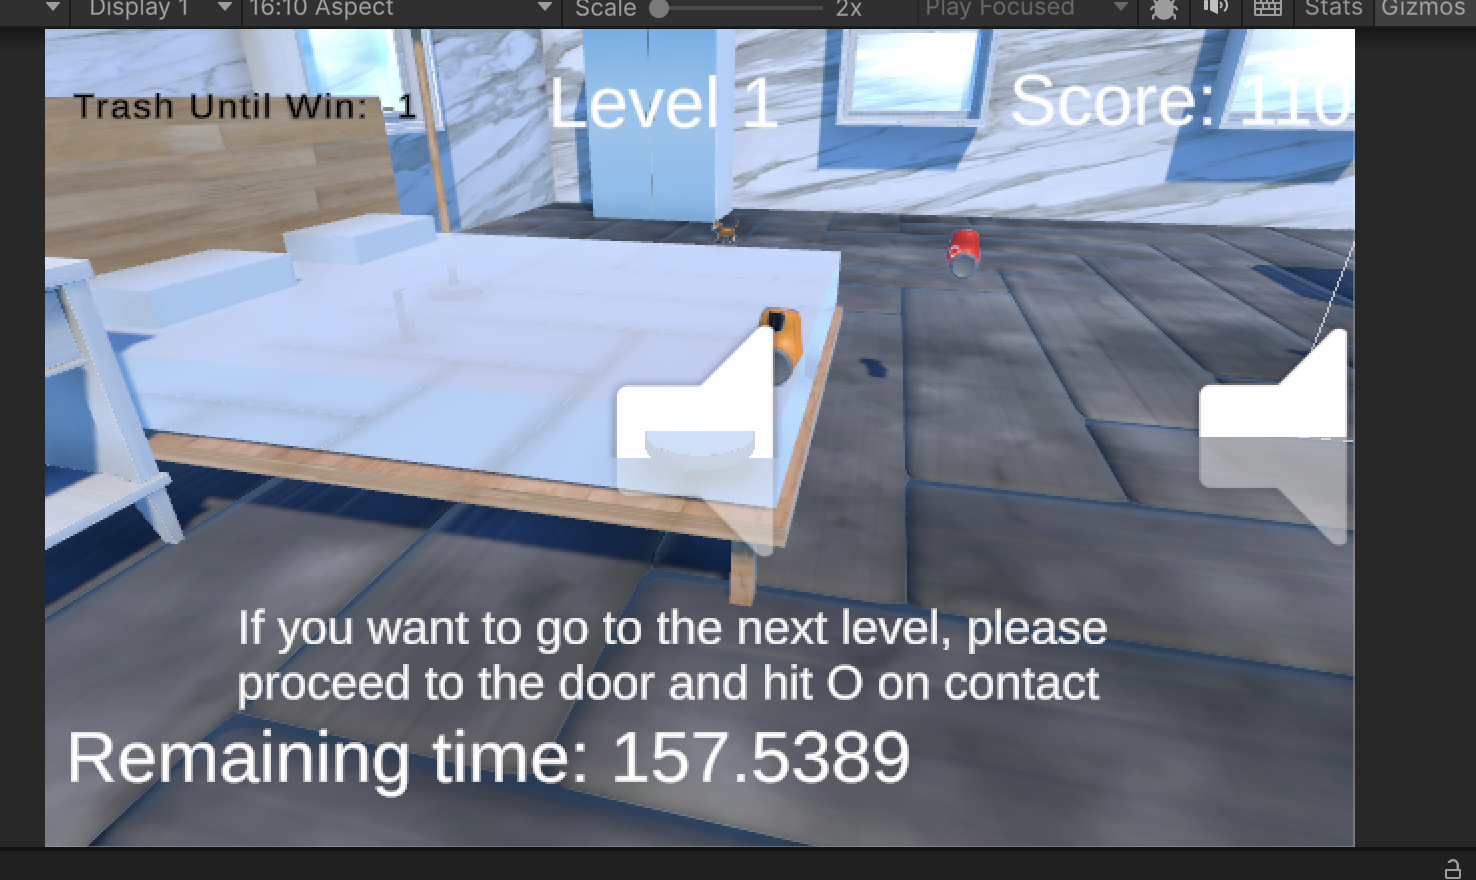 Display 1
16:10 Aspect
Scale
2x
Play Focused
Stats
Gizmos
Trash Until Win: -1
Level 1
Score: 110
If you want to go to the next level, please
proceed to the door and hit O on contact
Remaining time: 157.5389